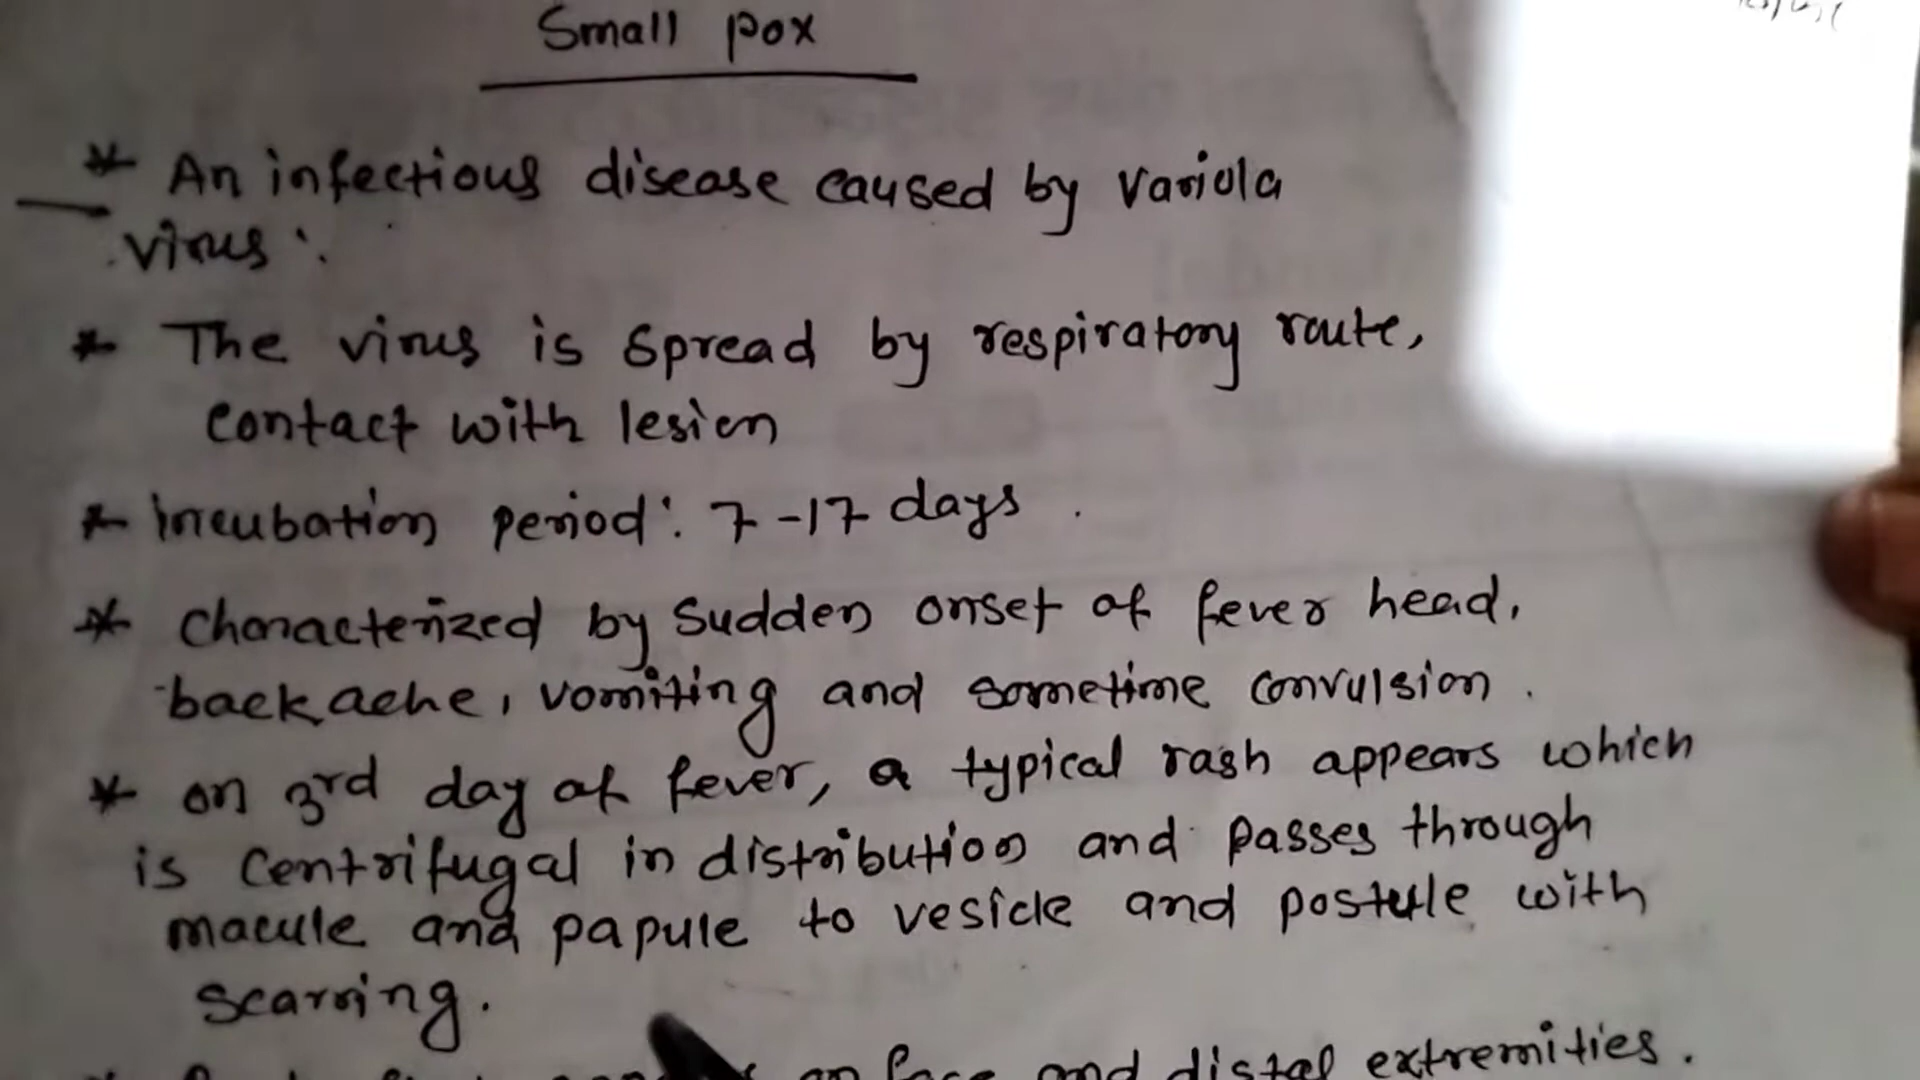 Small pox
* An infectious disease caused by Variola
virus.
* The virus is spread by respiratory route,
contact with lesion
* incubation period: 7-17 days.
* characterized by sudden onset of fever head,
backache, vomiting and sometime convulsion.
* on 3rd day of fever, a typical rash appears which
is centrifugal in distribution and passes through
macule and papule to vesicle and postule with
scarring.
on face and distal extremities.